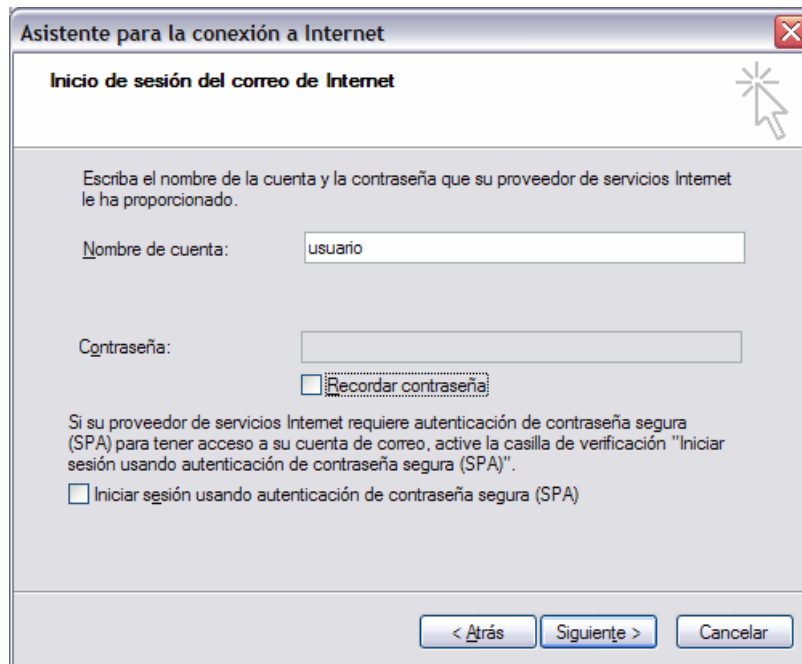 Asistente para la conexión a Internet
Inicio de sesión del correo de Internet
Escriba el nombre de la cuenta y la contraseña que su proveedor de servicios Internet
le ha proporcionado.
Nombre de cuenta: usuario
Contraseña:
Recordar contraseña
Si su proveedor de servicios Internet requiere autenticación de contraseña segura
(SPA) para tener acceso a su cuenta de correo, active la casilla de verificación "Iniciar
sesión usando autenticación de contraseña segura (SPA)".
Iniciar sesión usando autenticación de contraseña segura (SPA)
< Atrás Siguiente > Cancelar